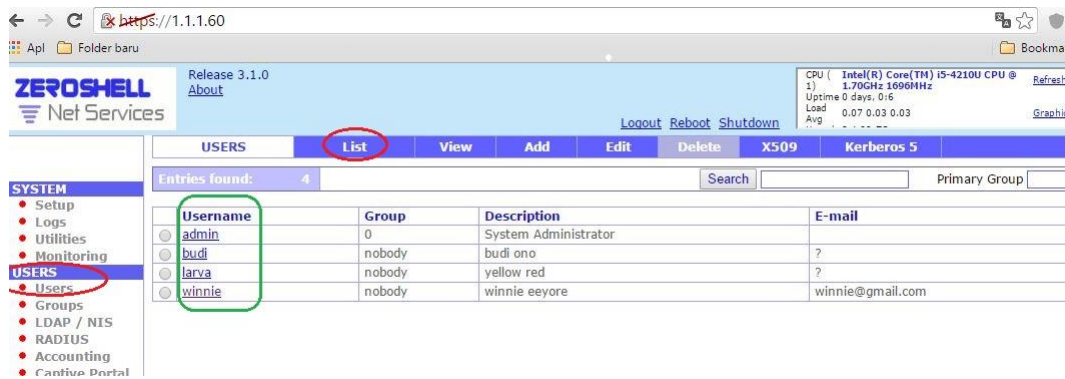 https://1.1.1.60
Apl Folder baru Bookma
ZEROSHELL
Net Services
Release 3.1.0
About
Logout Reboot Shutdown
CPU ( Intel(R) Core(TM) i5-4210U CPU @ Refresh
1) 1.70GHz 1696MHz
Uptime 0 days, 0:6
Load
Avg 0.07 0.03 0.03 Graphi
USERS List View Add Edit Delete X509 Kerberos 5
Entries found: 4 Search Primary Group
SYSTEM
Setup
Logs
Utilities
Monitoring
USERS
Users
Groups
LDAP / NIS
RADIUS
Accounting
Captive Portal
Username Group Description E-mail
admin 0 System Administrator
budi nobody budi ono ?
larva nobody yellow red ?
winnie nobody winnie eeyore winnie@gmail.com